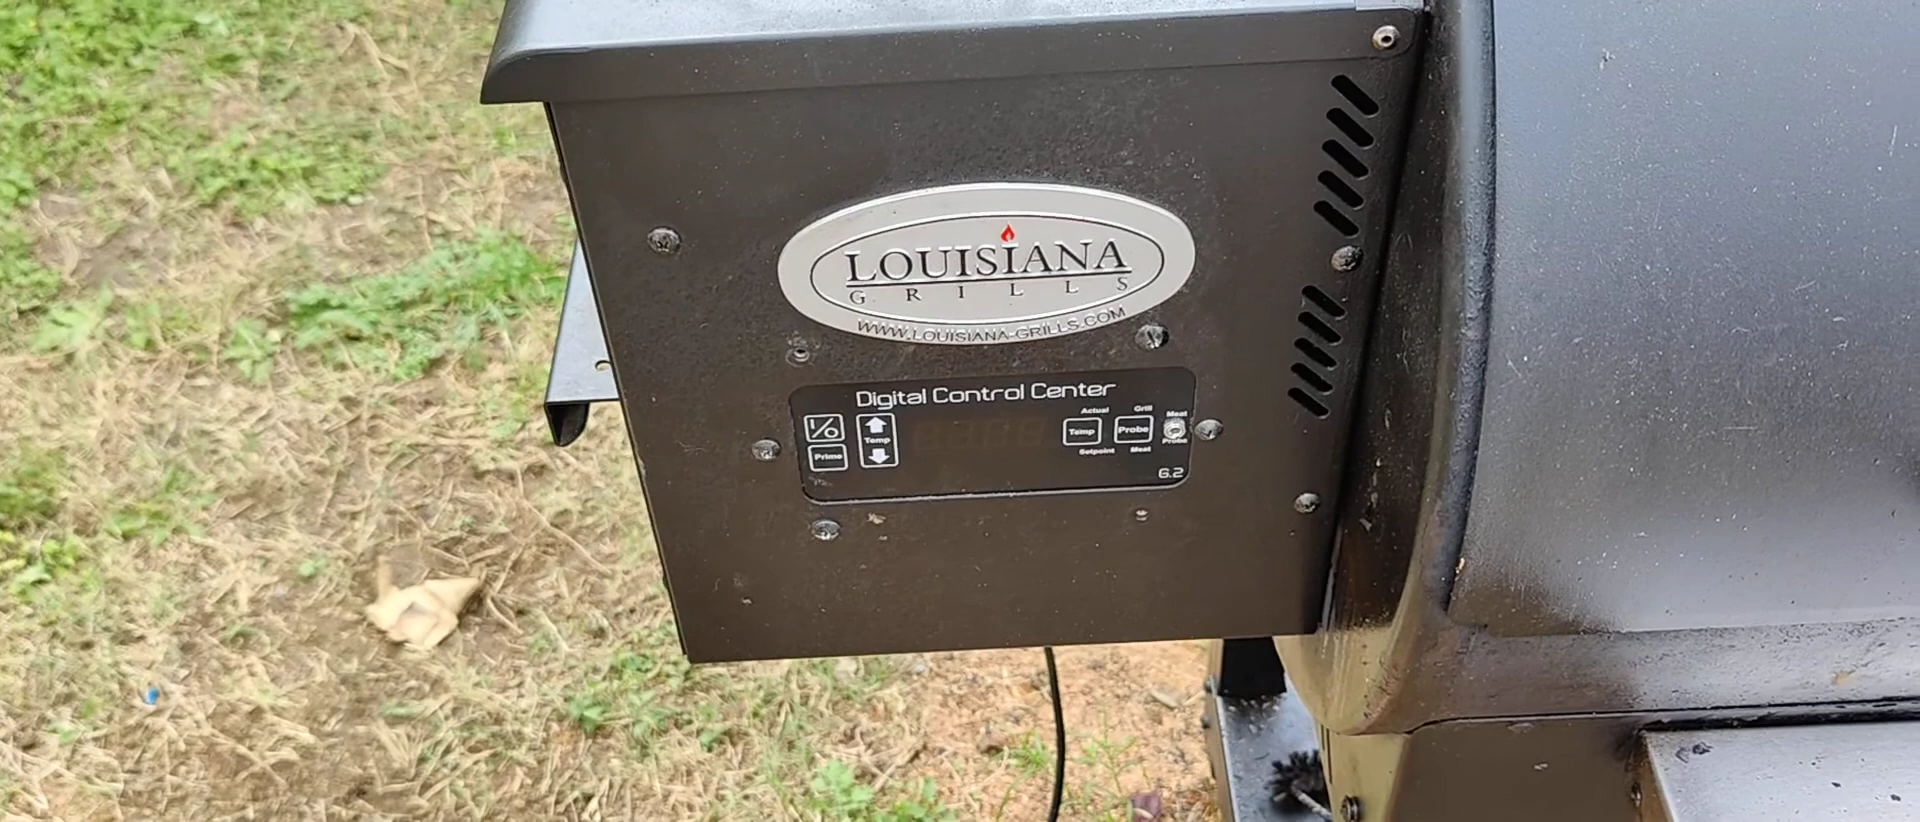 LOUISIANA
GRILLS
WWW.LOUISIANA-GRILLS.COM
Digital Control Center
I/O
Prime
Temp
Actual
Temp
Setpoint
Grill
Probe
Meat
Meat
Probe
6.2